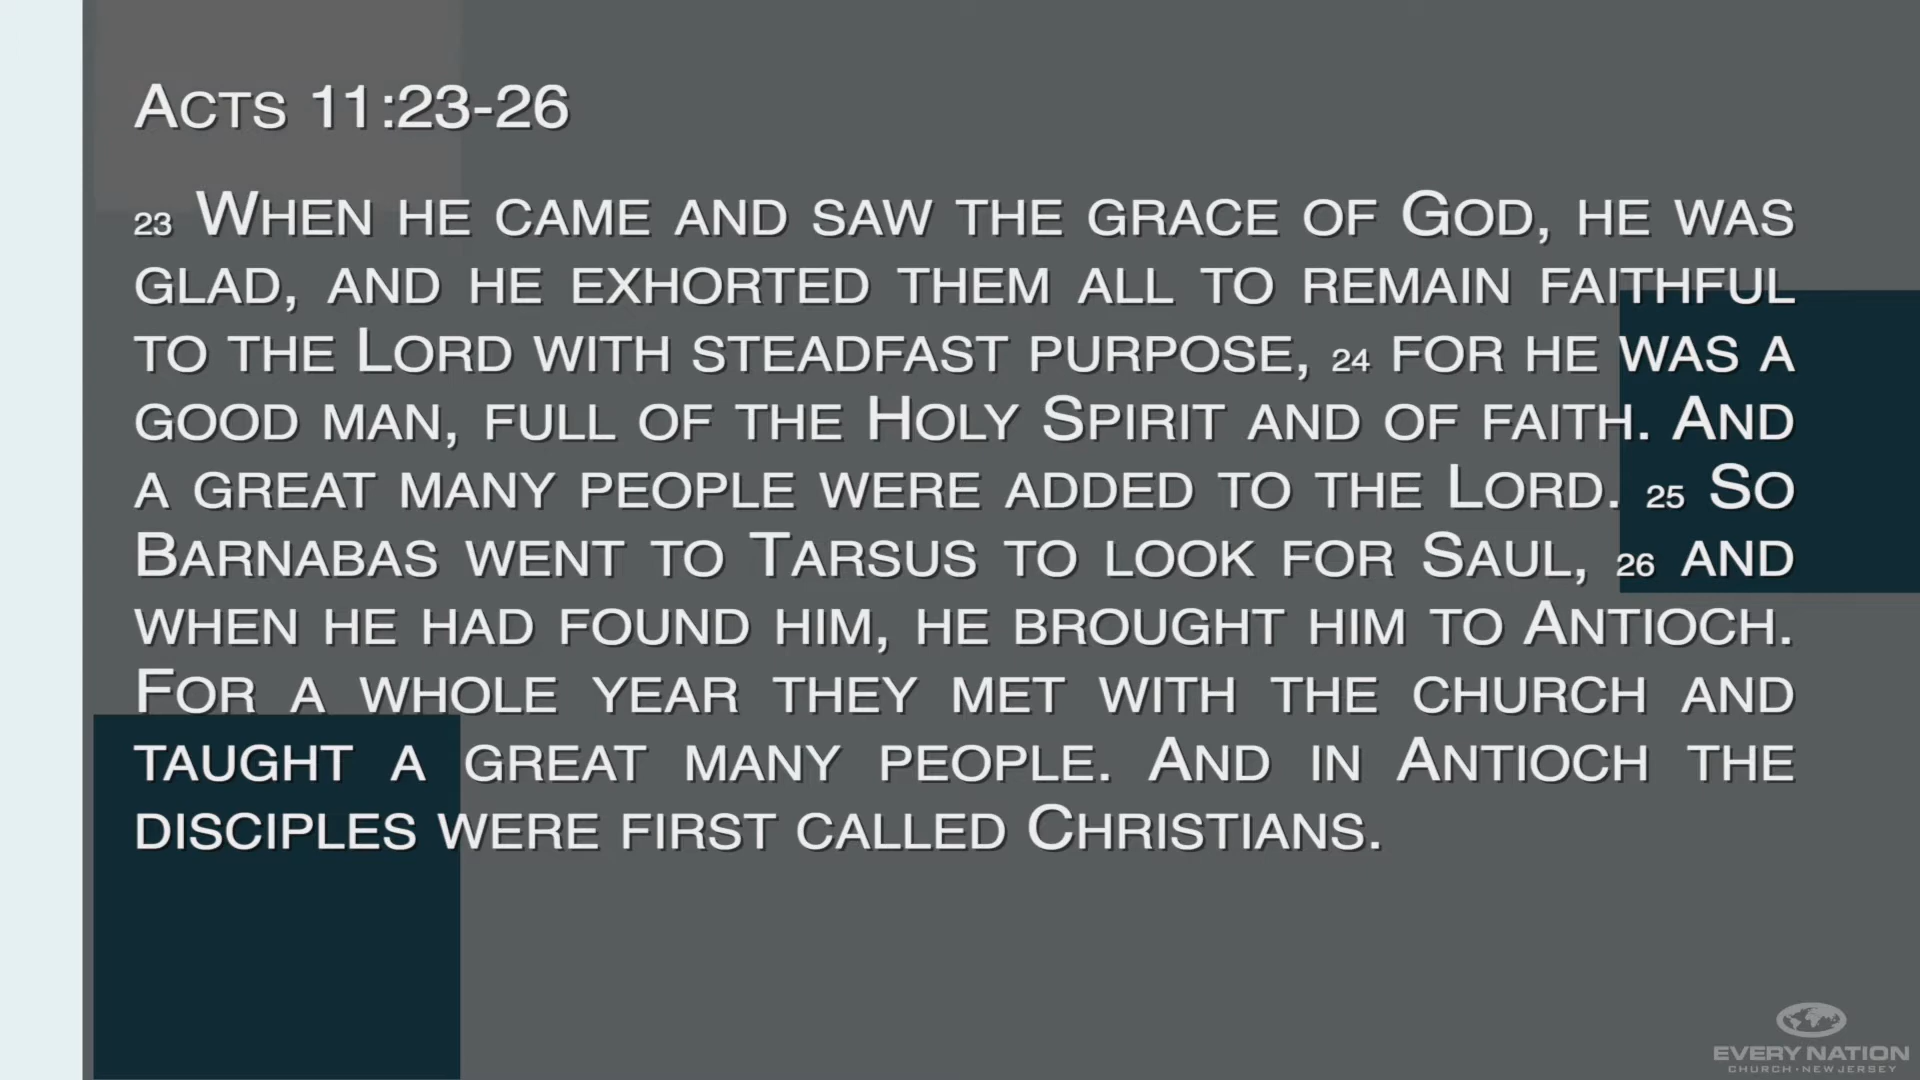 Acts 11:23-26
23 When he came and saw the grace of God, he was
glad, and he exhorted them all to remain faithful
to the Lord with steadfast purpose, 24 for he was a
good man, full of the Holy Spirit and of faith. And
a great many people were added to the Lord. 25 So
Barnabas went to Tarsus to look for Saul, 26 and
when he had found him, he brought him to Antioch.
For a whole year they met with the church and
taught a great many people. And in Antioch the
disciples were first called Christians.
EVERY NATION
CHURCH • NEW JERSEY